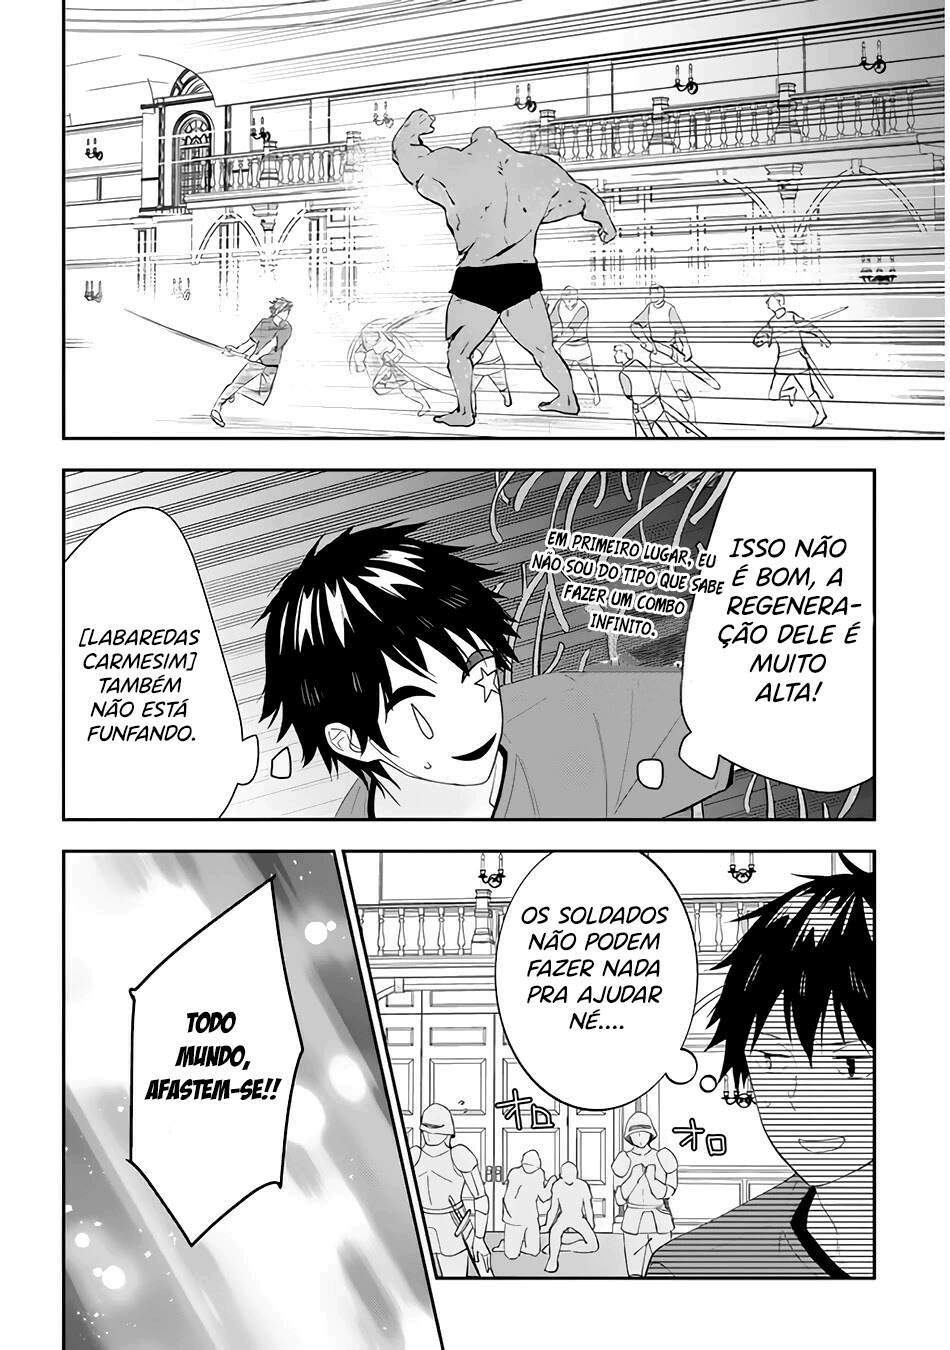 ISSO NÃO
É BOM, A
REGENERA-
ÇÃO DELE É
MUITO
ALTA!
EM PRIMEIRO LUGAR, EU
NÃO SOU DO TIPO QUE SABE
FAZER UM COMBO
INFINITO.
[LABAREDAS
CARMESIM]
TAMBÉM
NÃO ESTÁ
FUNFANDO.
OS SOLDADOS
NÃO PODEM
FAZER NADA
PRA AJUDAR
NÉ....
オロ
オロ
TODO
MUNDO,
AFASTEM-SE!!